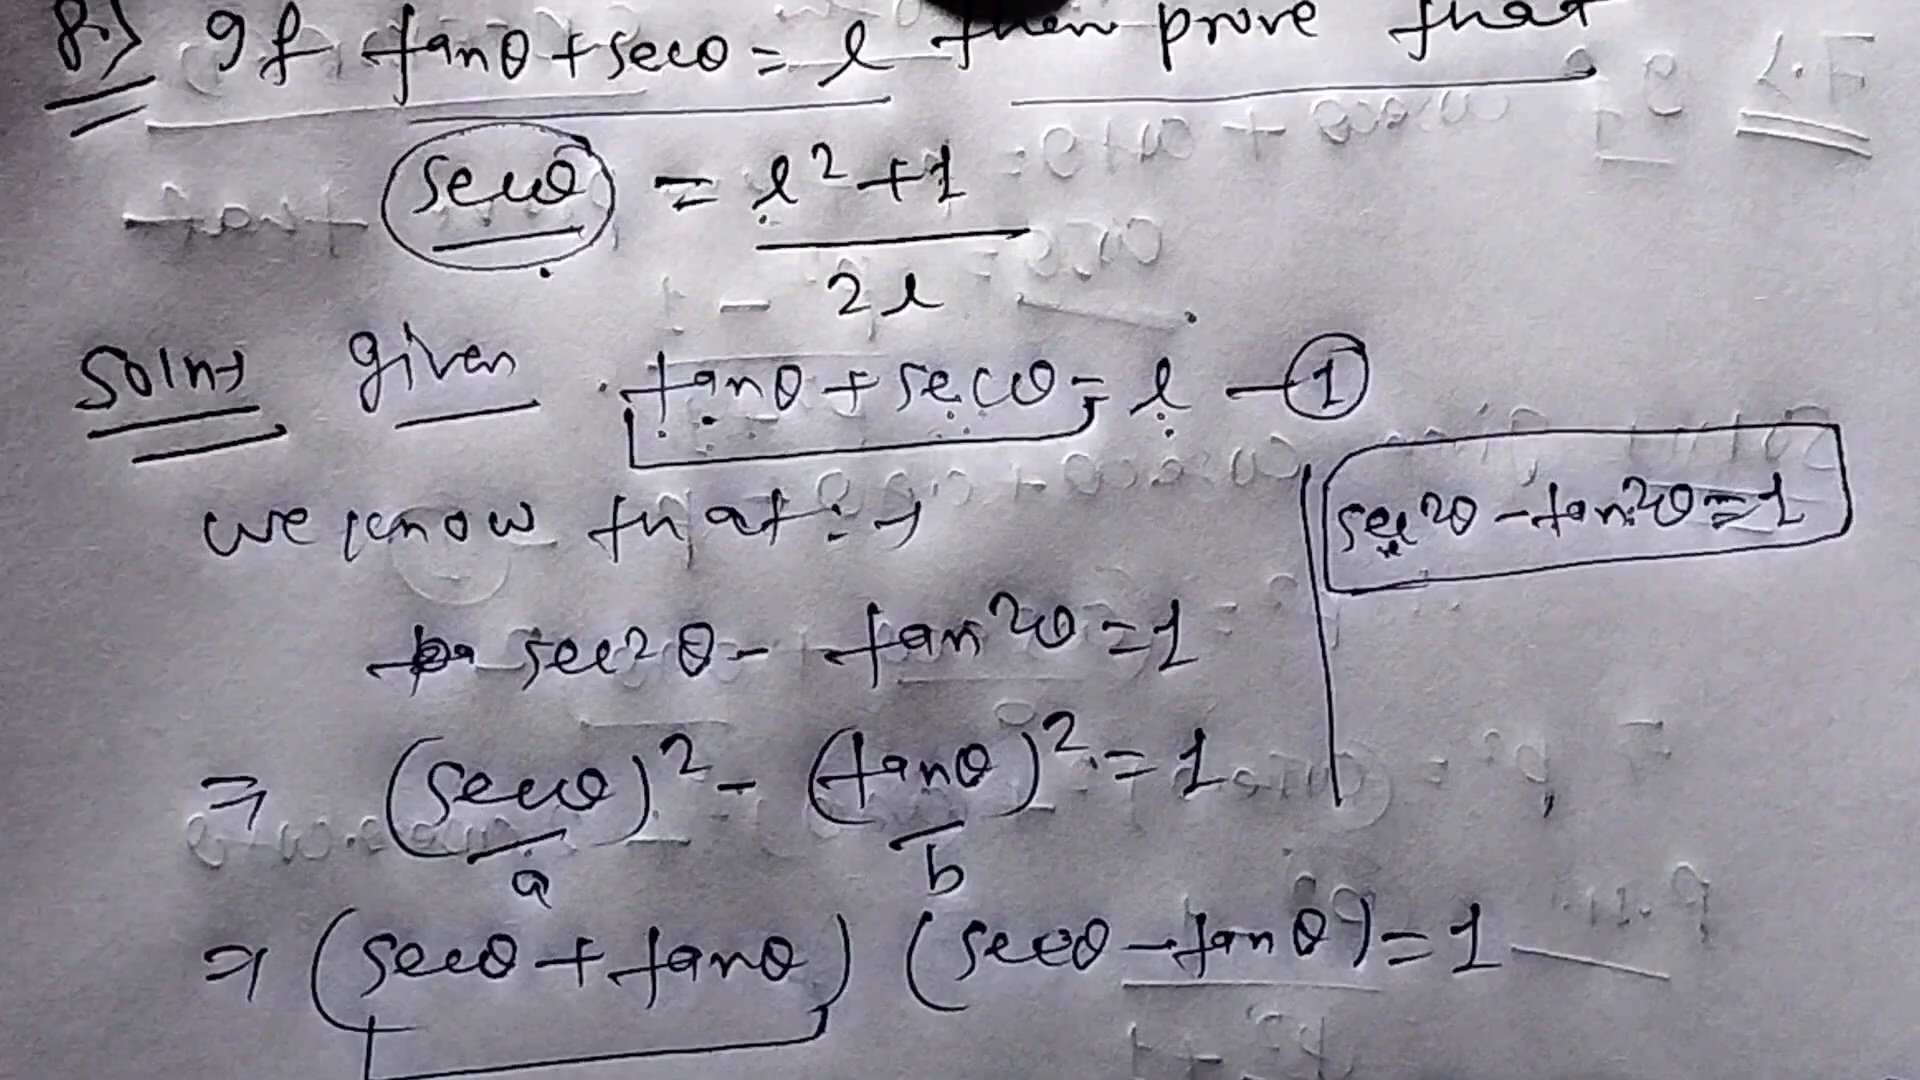 8.) If tanθ + secθ = l then prove that
secθ = l² + 1
2l
Soln→ given tanθ + secθ = l — ①
we know that :→
sec²θ - tan²θ = 1
sec²θ - tan²θ = 1
⇒ (secθ)² - (tanθ)² = 1
a b
⇒ (secθ + tanθ) (secθ - tanθ) = 1